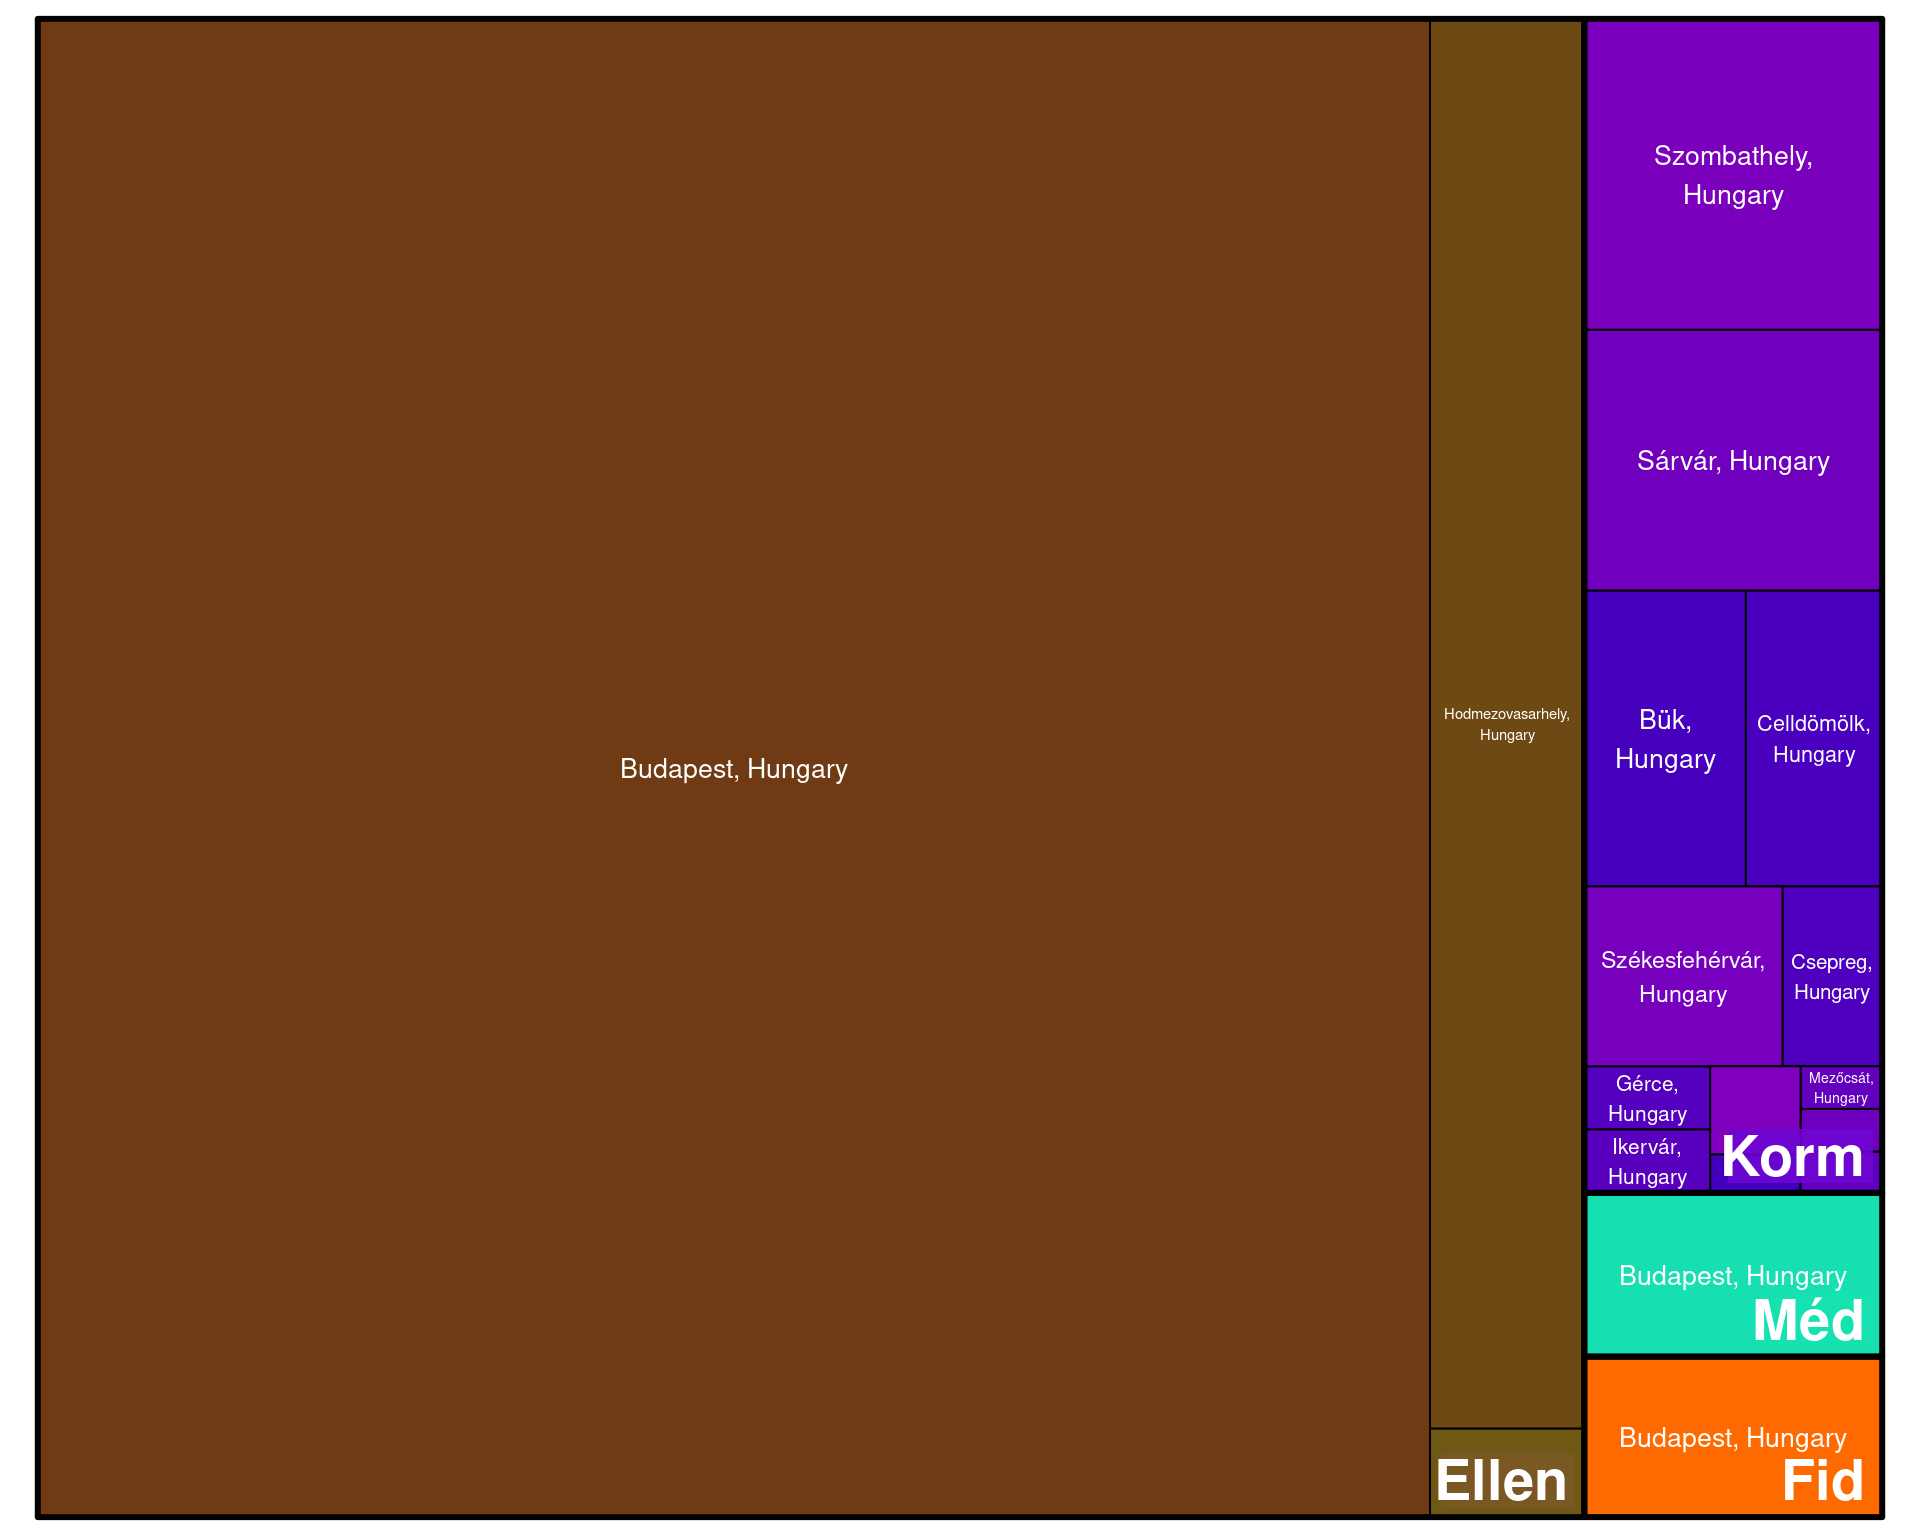 Budapest, Hungary
Hodmezovasarhely,
Hungary
Ellen
Szombathely,
Hungary
Sárvár, Hungary
Bük,
Hungary
Celldömölk,
Hungary
Székesfehérvár,
Hungary
Csepreg,
Hungary
Gérce,
Hungary
Ikervár,
Hungary
Mezőcsát,
Hungary
Korm
Budapest, Hungary
Méd
Budapest, Hungary
Fid